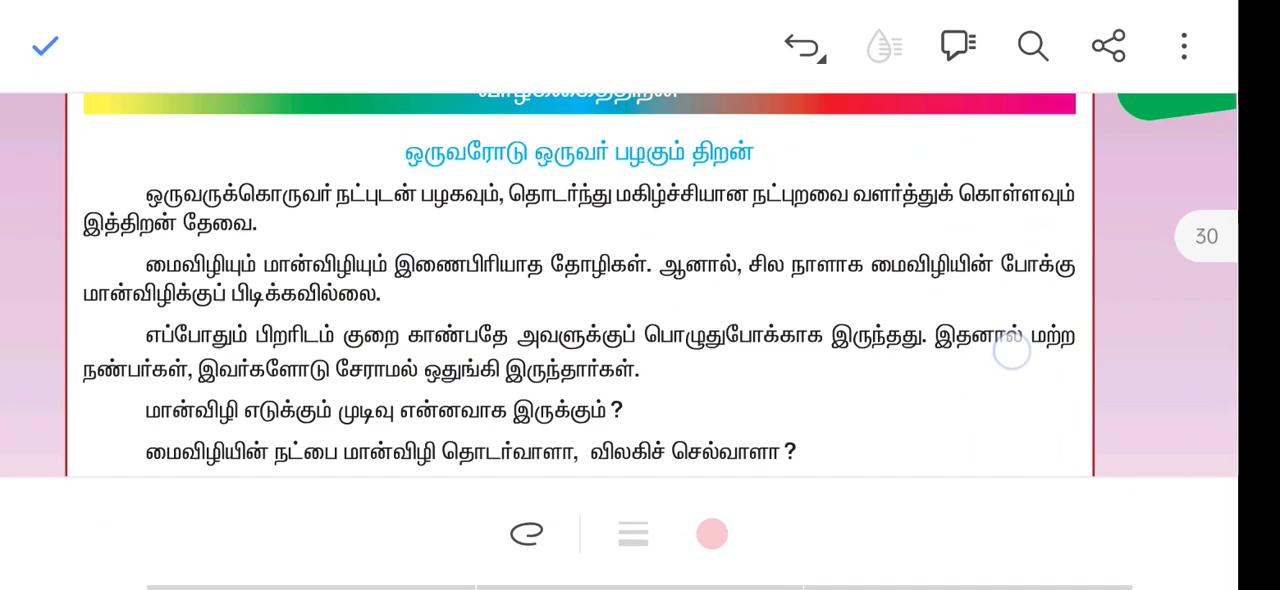 வாழ்க்கைத்திறன்
ஒருவரோடு ஒருவர் பழகும் திறன்
ஒருவருக்கொருவர் நட்புடன் பழகவும், தொடர்ந்து மகிழ்ச்சியான நட்புறவை வளர்த்துக் கொள்ளவும்
இத்திறன் தேவை.
30
மைவிழியும் மான்விழியும் இணைபிரியாத தோழிகள். ஆனால், சில நாளாக மைவிழியின் போக்கு
மான்விழிக்குப் பிடிக்கவில்லை.
எப்போதும் பிறரிடம் குறை காண்பதே அவளுக்குப் பொழுதுபோக்காக இருந்தது. இதனால் மற்ற
நண்பர்கள், இவர்களோடு சேராமல் ஒதுங்கி இருந்தார்கள்.
மான்விழி எடுக்கும் முடிவு என்னவாக இருக்கும் ?
மைவிழியின் நட்பை மான்விழி தொடர்வாளா, விலகிச் செல்வாளா ?